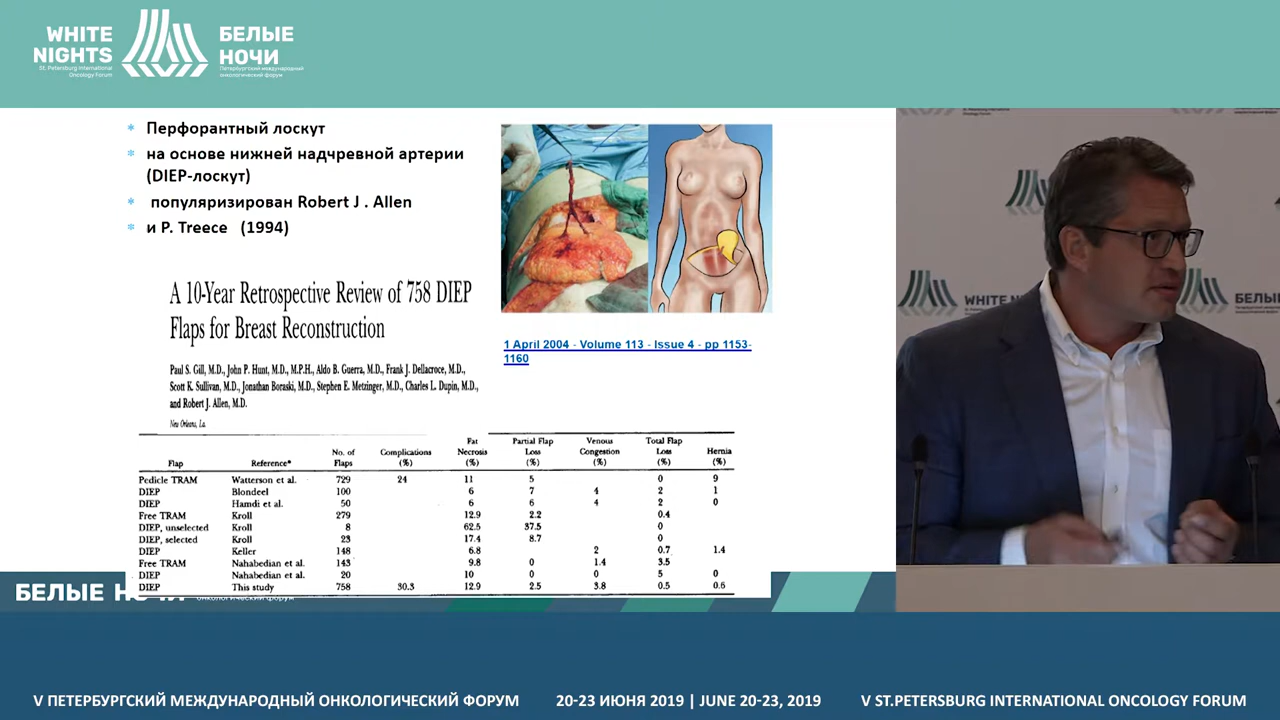 WHITE
NIGHTS
St. Petersburg International
Oncology Forum
БЕЛЫЕ
НОЧИ
Петербургский международный
онкологический форум
Перфорантный лоскут
на основе нижней надчревной артерии
(DIEP-лоскут)
популяризирован Robert J . Allen
и P. Treece (1994)
A 10-Year Retrospective Review of 758 DIEP
Flaps for Breast Reconstruction
Paul S. Gill, M.D., John P. Hunt, M.D., M.P.H., Aldo B. Guerra, M.D., Frank J. Dellacroce, M.D.,
Scott K. Sullivan, M.D., Jonathan Boraski, M.D., Stephen E. Metzinger, M.D., Charles L. Dupin, M.D.,
and Robert J. Allen, M.D.
New Orleans, La.
1 April 2004 - Volume 113 - Issue 4 - pp 1153-
1160
Flap Reference* No. of Flaps Complications (%) Fat Necrosis (%) Partial Flap Loss (%) Venous Congestion (%) Total Flap Loss (%) Hernia (%)
Pedicle TRAM Watterson et al. 729 24 11 5 0 9
DIEP Blondeel 100 6 7 4 2 1
DIEP Hamdi et al. 50 6 6 4 2 0
Free TRAM Kroll 279 12.9 2.2 0.4
DIEP, unselected Kroll 8 62.5 37.5 0
DIEP, selected Kroll 23 17.4 8.7 0
DIEP Keller 148 6.8 2 0.7 1.4
Free TRAM Nahabedian et al. 143 9.8 0 1.4 3.5
DIEP Nahabedian et al. 20 10 0 0 5 0
DIEP This study 758 30.3 12.9 2.5 3.8 0.5 0.6
WHITE
БЕЛЫЕ
V ПЕТЕРБУРГСКИЙ МЕЖДУНАРОДНЫЙ ОНКОЛОГИЧЕСКИЙ ФОРУМ
20-23 ИЮНЯ 2019 | JUNE 20-23, 2019
V ST.PETERSBURG INTERNATIONAL ONCOLOGY FORUM